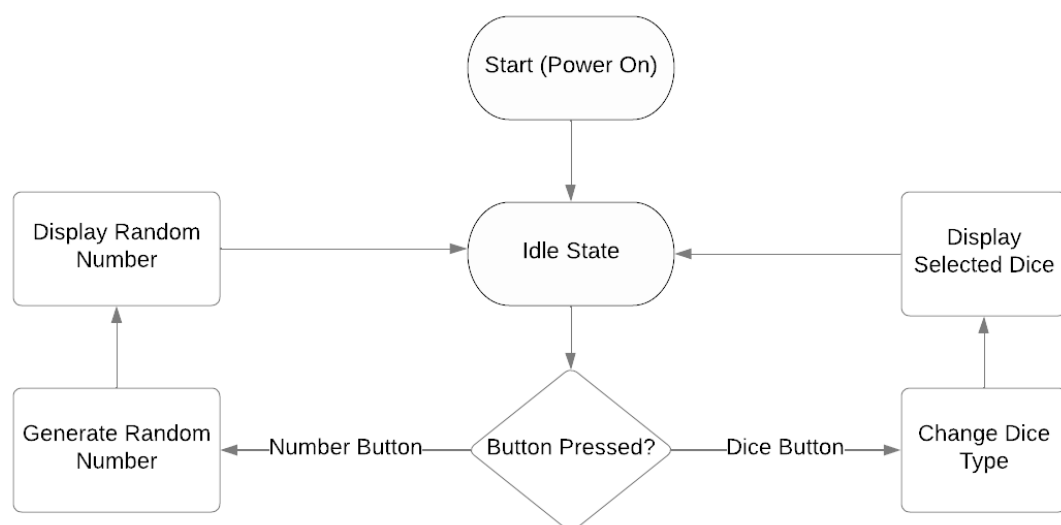 Start (Power On)
Display Random
Number
Idle State
Display
Selected Dice
Generate Random
Number
Number Button
Button Pressed?
Dice Button
Change Dice
Type